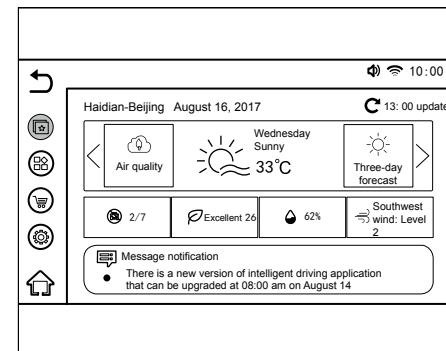 10:00
Haidian-Beijing August 16, 2017
13: 00 update
Air quality
Wednesday
Sunny
33°C
Three-day
forecast
2/7
Excellent 26
62%
Southwest
wind: Level
2
Message notification
There is a new version of intelligent driving application
that can be upgraded at 08:00 am on August 14